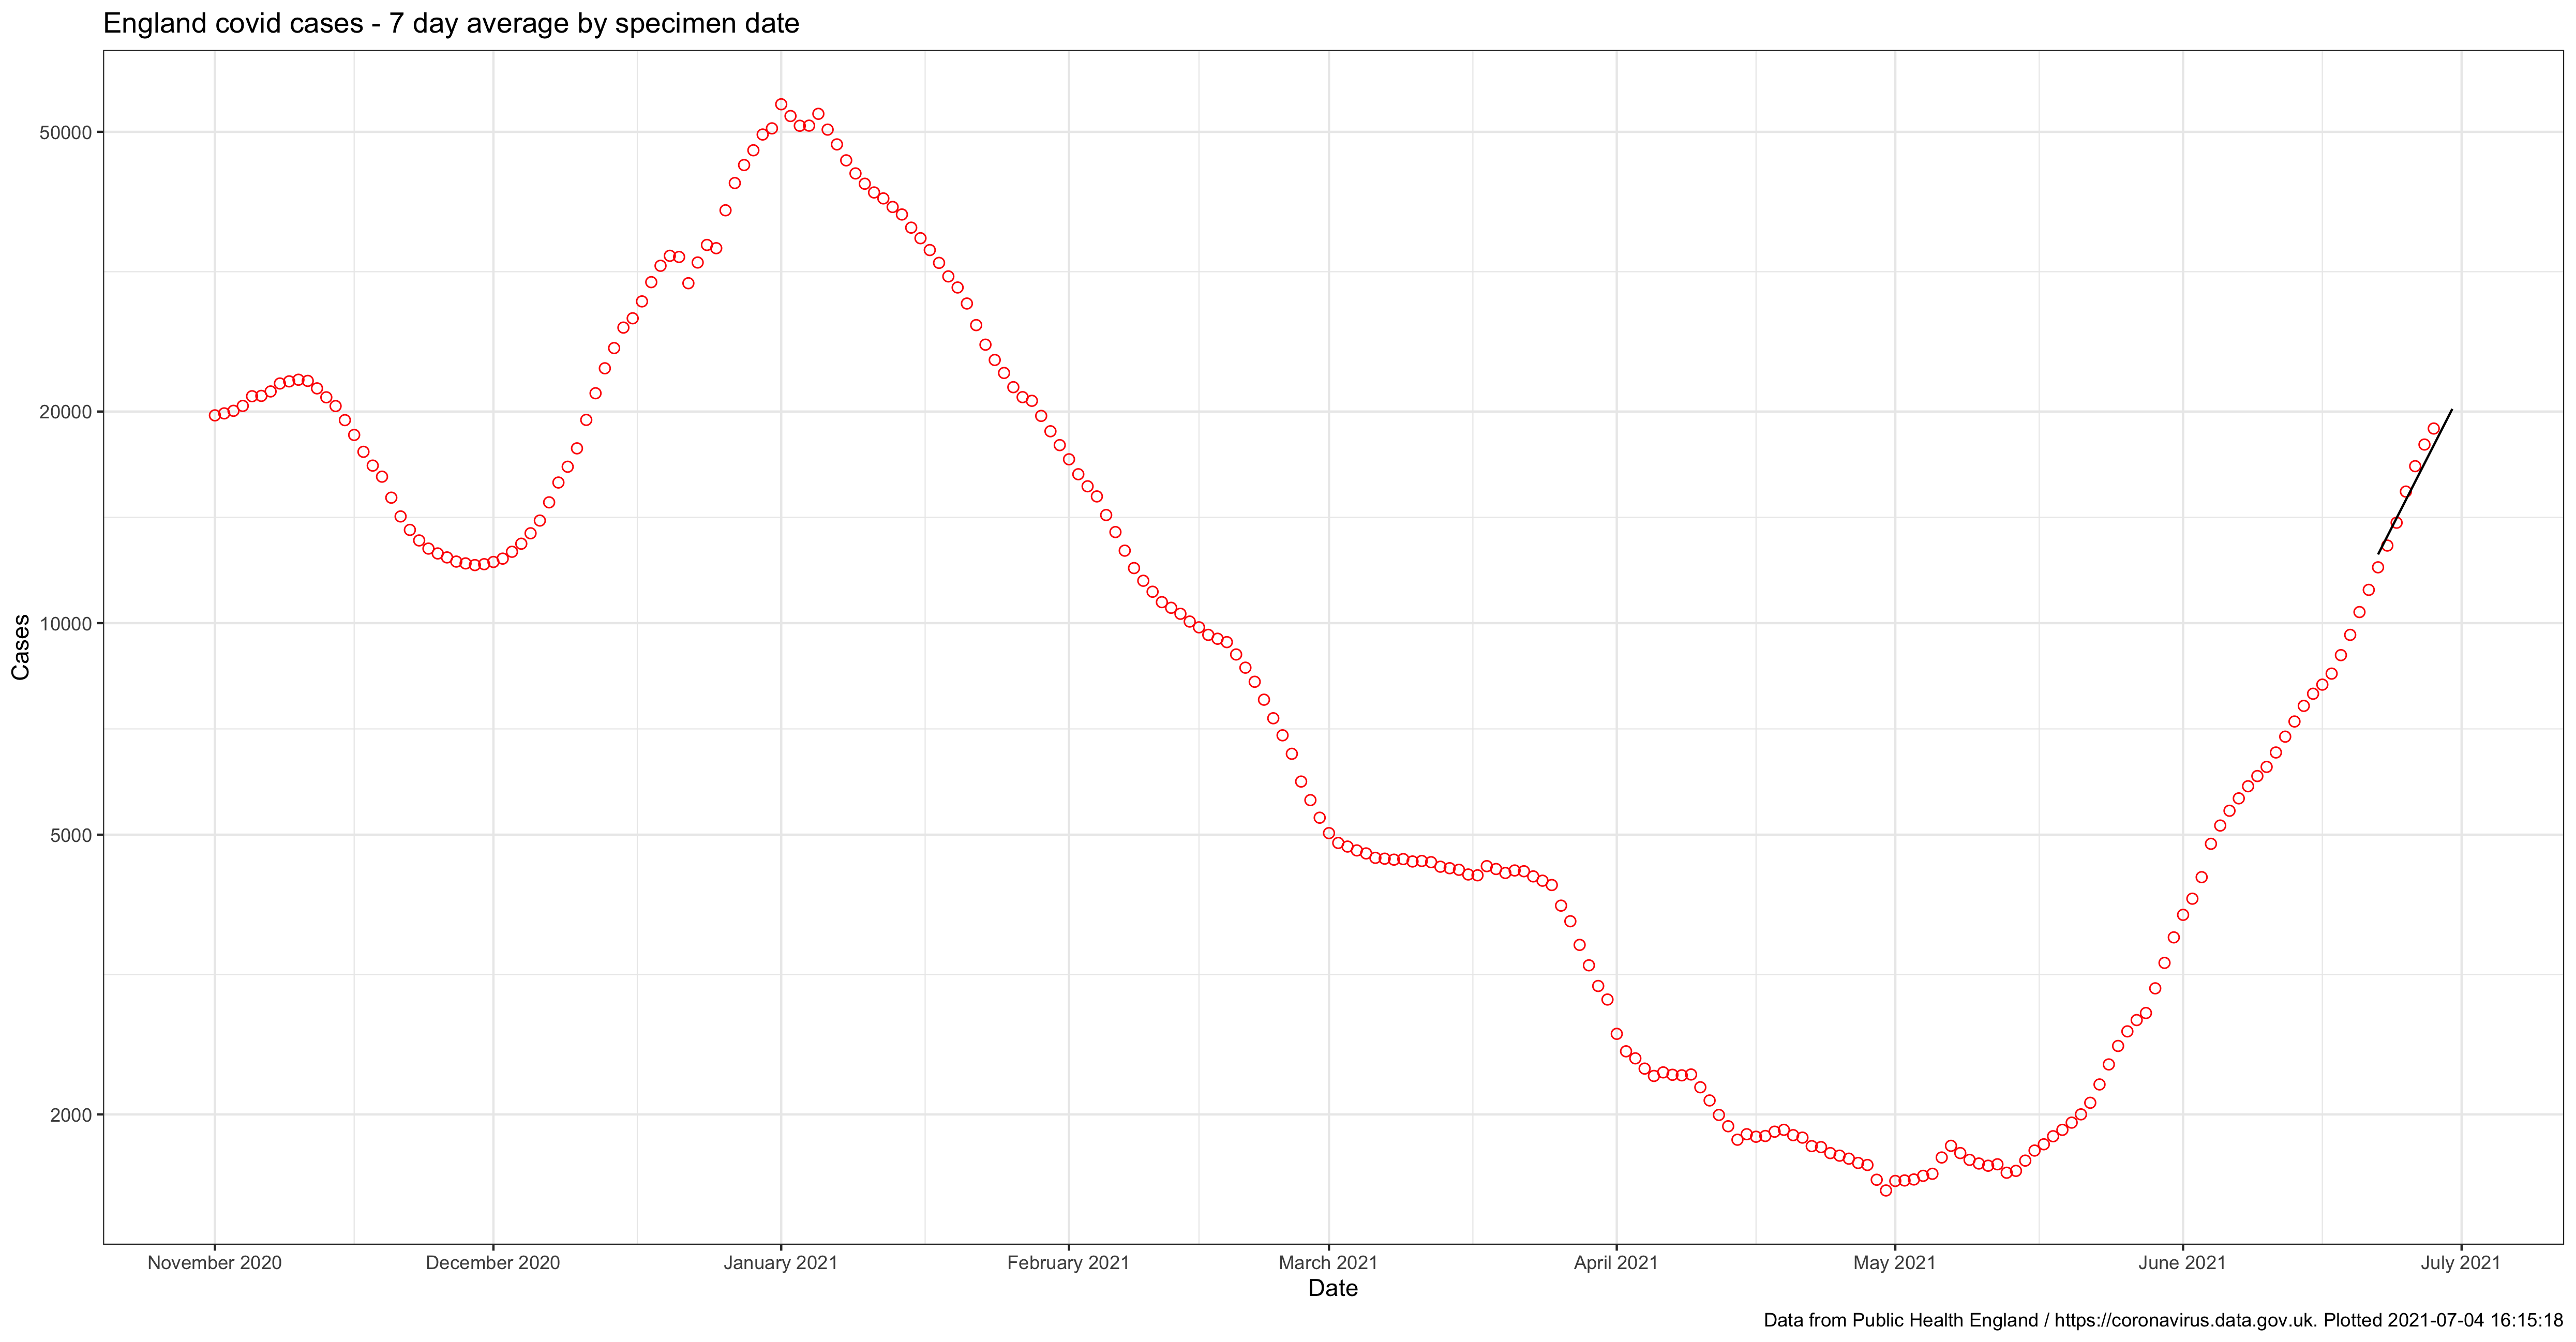 England covid cases - 7 day average by specimen date
50000
20000
10000
5000
2000
Cases
November 2020
December 2020
January 2021
February 2021
March 2021
April 2021
May 2021
June 2021
July 2021
Date
Data from Public Health England / https://coronavirus.data.gov.uk. Plotted 2021-07-04 16:15:18